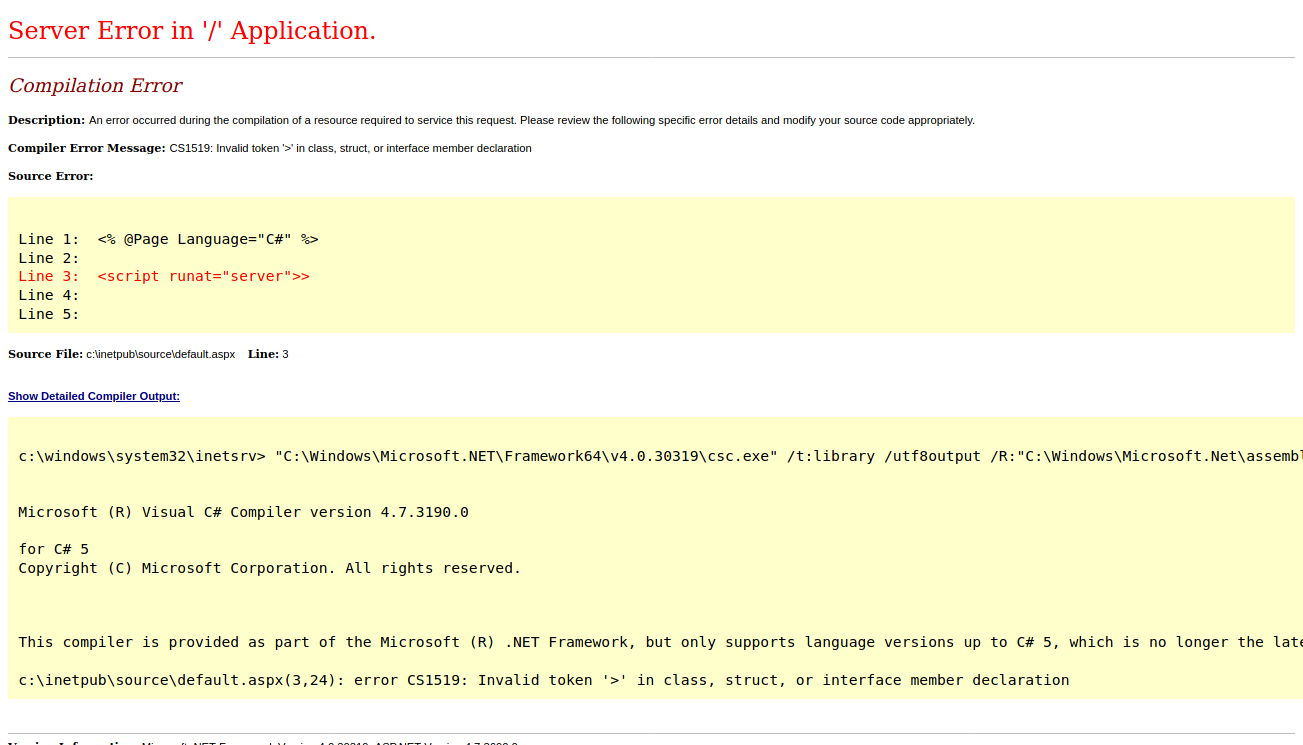 Server Error in '/' Application.
Compilation Error
Description: An error occurred during the compilation of a resource required to service this request. Please review the following specific error details and modify your source code appropriately.
Compiler Error Message: CS1519: Invalid token '>' in class, struct, or interface member declaration
Source Error:
Line 1:  <% @Page Language="C#" %>
Line 2:
Line 3:  <script runat="server">>
Line 4:
Line 5:
Source File: c:\inetpub\source\default.aspx    Line: 3
Show Detailed Compiler Output:
c:\windows\system32\inetsrv> "C:\Windows\Microsoft.NET\Framework64\v4.0.30319\csc.exe" /t:library /utf8output /R:"C:\Windows\Microsoft.Net\assembl
Microsoft (R) Visual C# Compiler version 4.7.3190.0
for C# 5
Copyright (C) Microsoft Corporation. All rights reserved.
This compiler is provided as part of the Microsoft (R) .NET Framework, but only supports language versions up to C# 5, which is no longer the late
c:\inetpub\source\default.aspx(3,24): error CS1519: Invalid token '>' in class, struct, or interface member declaration